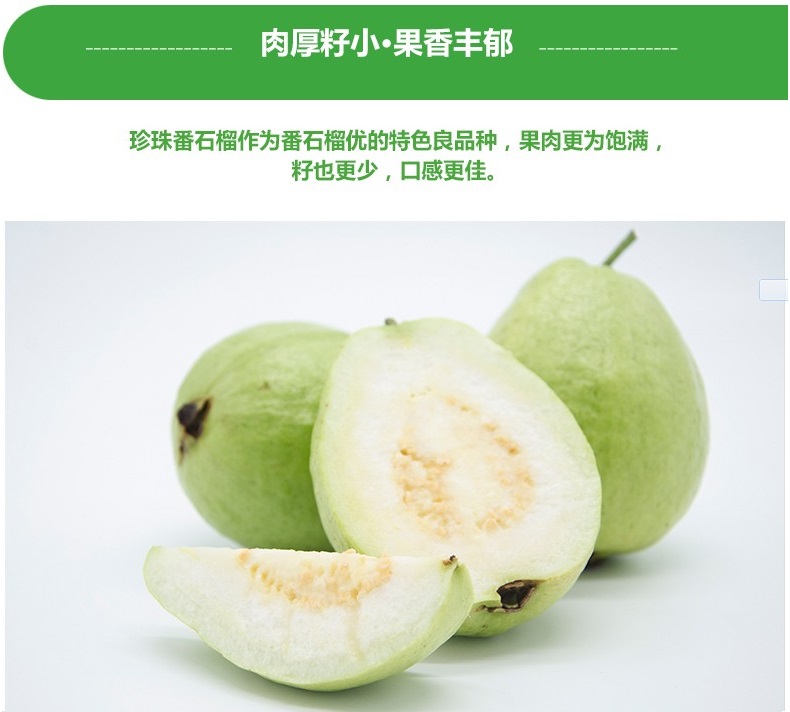 肉厚籽小·果香丰郁
珍珠番石榴作为番石榴优的特色良品种，果肉更为饱满，
籽也更少，口感更佳。